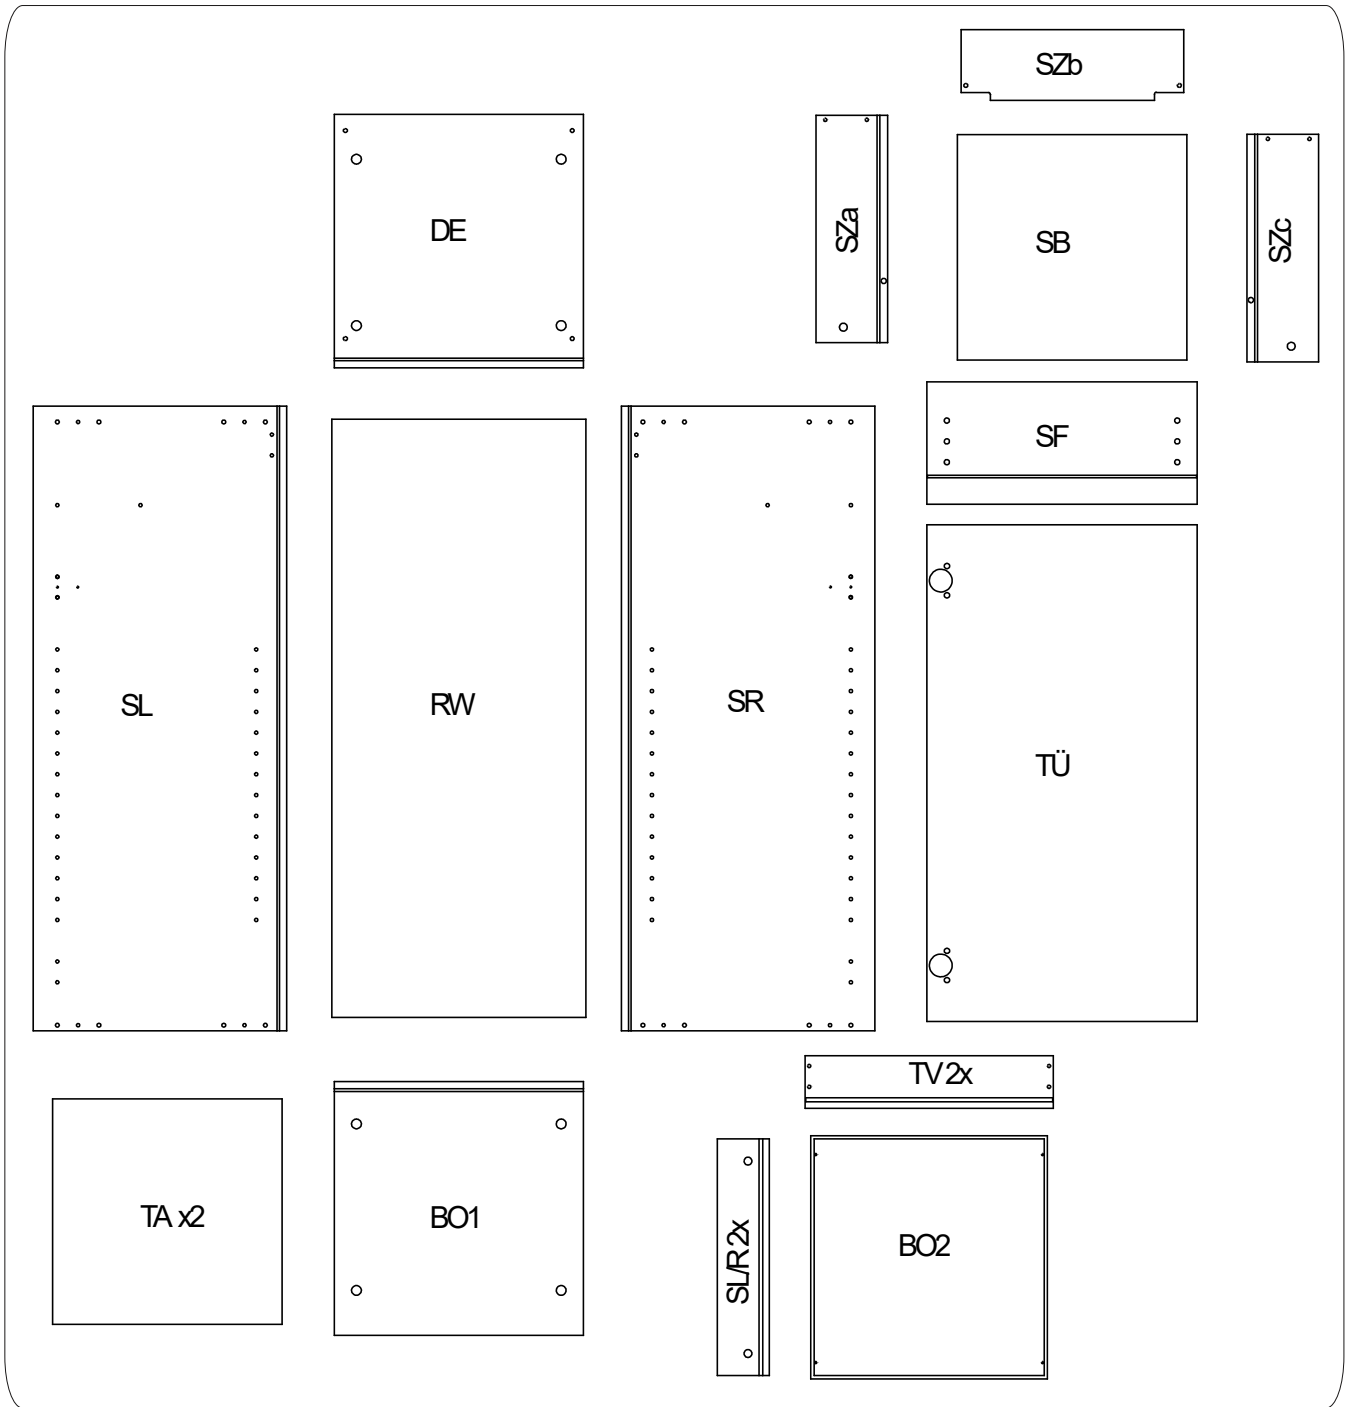 SZb
DE
SZa
SB
SZc
SF
SL
RW
SR
TÜ
TV 2x
TA x2
BO1
SL/R 2x
BO2